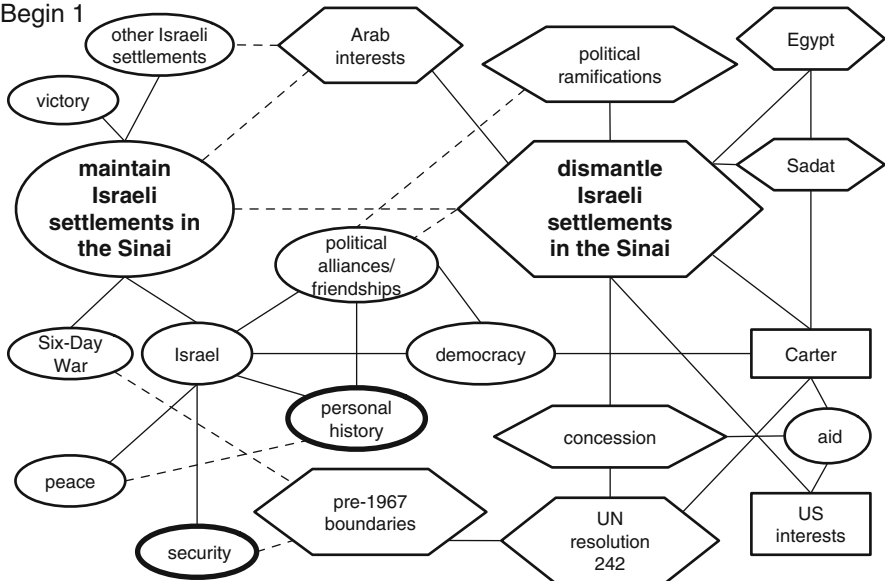 Begin 1
other Israeli
settlements
Arab
interests
political
ramifications
Egypt
victory
maintain
Israeli
settlements in
the Sinai
dismantle
Israeli
settlements
in the Sinai
Sadat
political
alliances/
friendships
Six-Day
War
Israel
democracy
Carter
personal
history
concession
aid
peace
pre-1967
boundaries
UN
resolution
242
US
interests
security